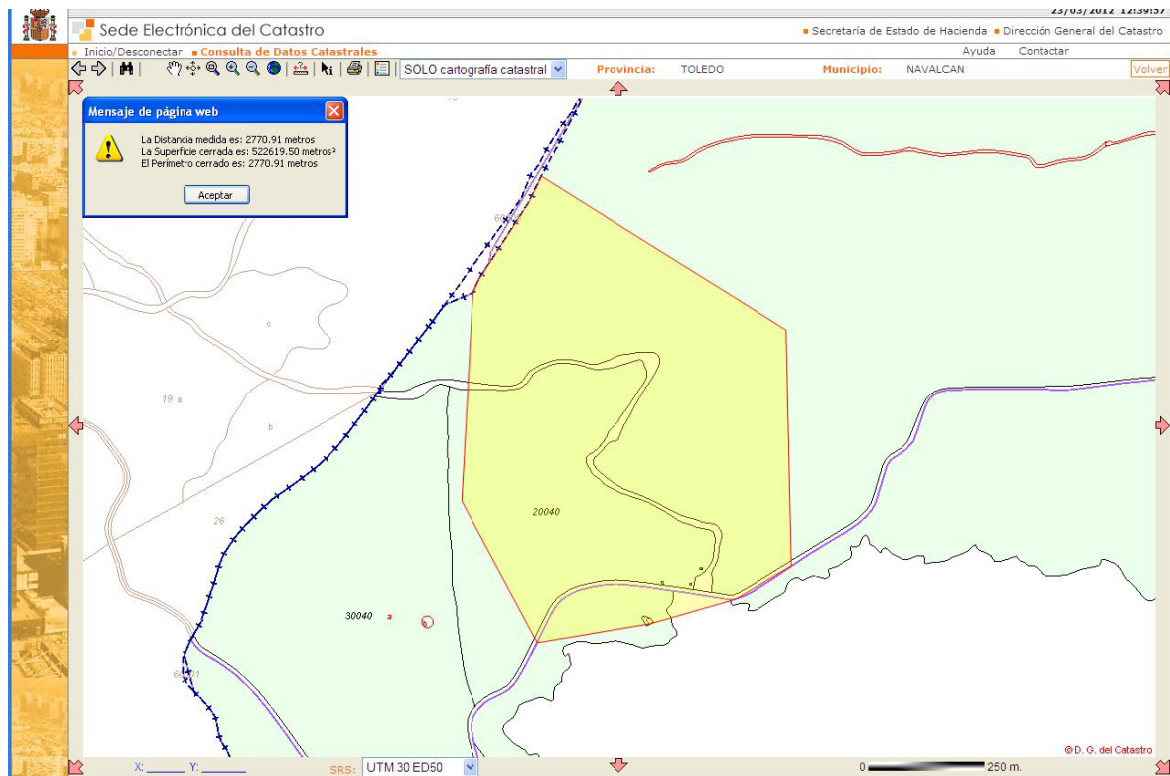 23/03/2012 12:39:57
Sede Electrónica del Catastro
Secretaría de Estado de Hacienda Dirección General del Catastro
Inicio/Desconectar Consulta de Datos Catastrales
Ayuda Contactar
SOLO cartografía catastral Provincia: TOLEDO Municipio: NAVALCAN Volver
Mensaje de página web
La Distancia medida es: 2770.91 metros
La Superficie cerrada es: 522619.50 metros²
El Perímetro cerrado es: 2770.91 metros
Aceptar
c
19 a
b
26
20040
30040 a
b
© D. G. del Catastro
X: Y: SRS: UTM 30 ED50 0 250 m.